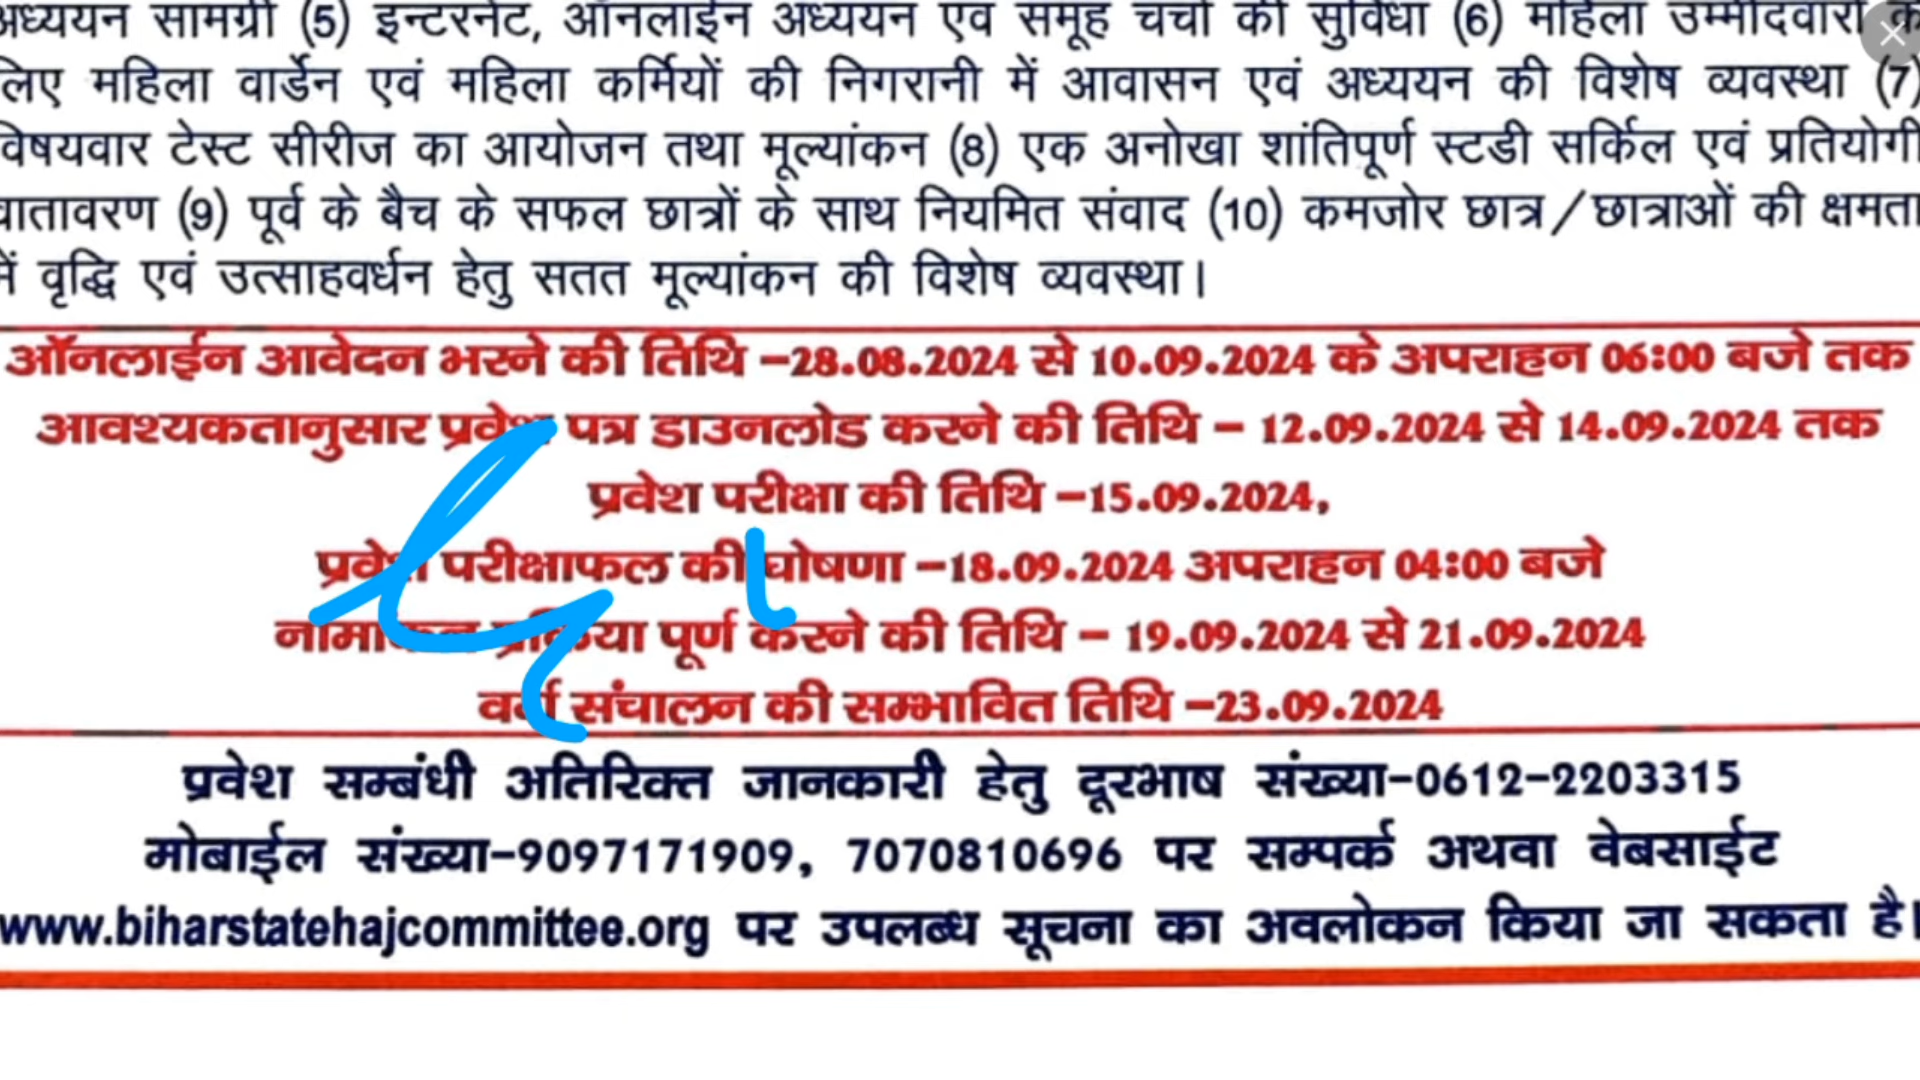 अध्ययन सामग्री (5) इन्टरनेट, ऑनलाईन अध्ययन एवं समूह चर्चा की सुविधा (6) महिला उम्मीदवारों के
लिए महिला वार्डेन एवं महिला कर्मियों की निगरानी में आवासन एवं अध्ययन की विशेष व्यवस्था (7)
विषयवार टेस्ट सीरीज का आयोजन तथा मूल्यांकन (8) एक अनोखा शांतिपूर्ण स्टडी सर्किल एवं प्रतियोगी
वातावरण (9) पूर्व के बैच के सफल छात्रों के साथ नियमित संवाद (10) कमजोर छात्र/छात्राओं की क्षमता
में वृद्धि एवं उत्साहवर्धन हेतु सतत मूल्यांकन की विशेष व्यवस्था।
ऑनलाईन आवेदन भरने की तिथि –28.08.2024 से 10.09.2024 के अपराहन 06:00 बजे तक
आवश्यकतानुसार प्रवेश पत्र डाउनलोड करने की तिथि – 12.09.2024 से 14.09.2024 तक
प्रवेश परीक्षा की तिथि –15.09.2024,
प्रवेश परीक्षाफल की घोषणा –18.09.2024 अपराहन 04:00 बजे
नामांकन प्रक्रिया पूर्ण करने की तिथि – 19.09.2024 से 21.09.2024
वर्ग संचालन की सम्भावित तिथि –23.09.2024
प्रवेश सम्बंधी अतिरिक्त जानकारी हेतु दूरभाष संख्या–0612–2203315
मोबाईल संख्या–9097171909, 7070810696 पर सम्पर्क अथवा वेबसाईट
www.biharstatehajcommittee.org पर उपलब्ध सूचना का अवलोकन किया जा सकता है।